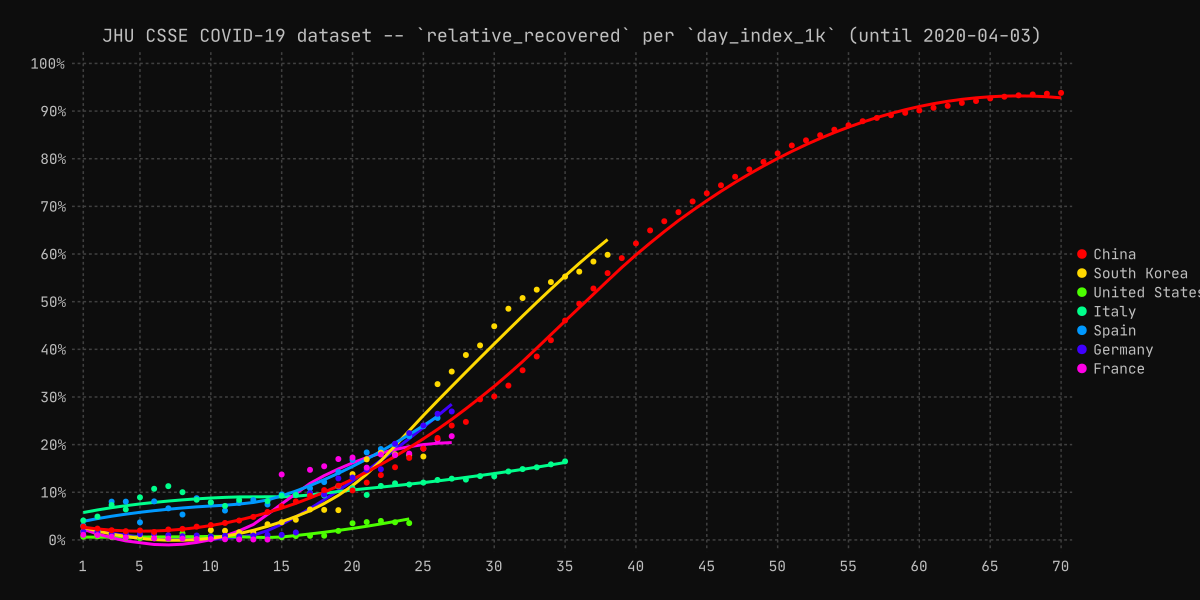 JHU CSSE COVID-19 dataset -- `relative_recovered` per `day_index_1k` (until 2020-04-03)
100%
90%
80%
70%
60%
50%
40%
30%
20%
10%
0%
1 5 10 15 20 25 30 35 40 45 50 55 60 65 70
China
South Korea
United States
Italy
Spain
Germany
France